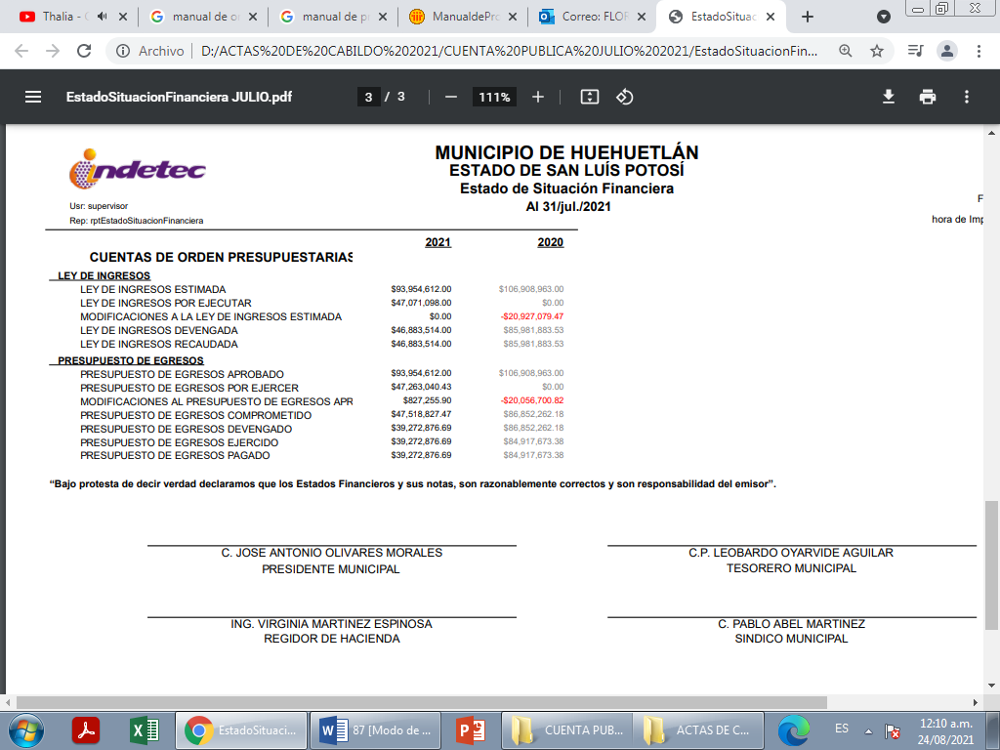 Thalia - 
manual de o
manual de p
ManualdePro
Correo: FLOR
EstadoSituac
Archivo D:/ACTAS%20DE%20CABILDO%202021/CUENTA%20PUBLICA%20JULIO%202021/EstadoSituacionFin...
EstadoSituacionFinanciera JULIO.pdf 3 / 3 111%
indetec
MUNICIPIO DE HUEHUETLÁN
ESTADO DE SAN LUÍS POTOSÍ
Estado de Situación Financiera
Al 31/jul./2021
Usr: supervisor
Rep: rptEstadoSituacionFinanciera
F
hora de Imp
2021 2020
CUENTAS DE ORDEN PRESUPUESTARIAS
LEY DE INGRESOS
LEY DE INGRESOS ESTIMADA $93,954,612.00 $106,908,963.00
LEY DE INGRESOS POR EJECUTAR $47,071,098.00 $0.00
MODIFICACIONES A LA LEY DE INGRESOS ESTIMADA $0.00 -$20,927,079.47
LEY DE INGRESOS DEVENGADA $46,883,514.00 $85,981,883.53
LEY DE INGRESOS RECAUDADA $46,883,514.00 $85,981,883.53
PRESUPUESTO DE EGRESOS
PRESUPUESTO DE EGRESOS APROBADO $93,954,612.00 $106,908,963.00
PRESUPUESTO DE EGRESOS POR EJERCER $47,263,040.43 $0.00
MODIFICACIONES AL PRESUPUESTO DE EGRESOS APR $827,255.90 -$20,056,700.82
PRESUPUESTO DE EGRESOS COMPROMETIDO $47,518,827.47 $86,852,262.18
PRESUPUESTO DE EGRESOS DEVENGADO $39,272,876.69 $86,852,262.18
PRESUPUESTO DE EGRESOS EJERCIDO $39,272,876.69 $84,917,673.38
PRESUPUESTO DE EGRESOS PAGADO $39,272,876.69 $84,917,673.38
“Bajo protesta de decir verdad declaramos que los Estados Financieros y sus notas, son razonablemente correctos y son responsabilidad del emisor”.
C. JOSE ANTONIO OLIVARES MORALES
PRESIDENTE MUNICIPAL
C.P. LEOBARDO OYARVIDE AGUILAR
TESORERO MUNICIPAL
ING. VIRGINIA MARTINEZ ESPINOSA
REGIDOR DE HACIENDA
C. PABLO ABEL MARTINEZ
SINDICO MUNICIPAL
EstadoSituaci...
87 [Modo de ...
CUENTA PUB...
ACTAS DE C...
ES
12:10 a.m.
24/08/2021